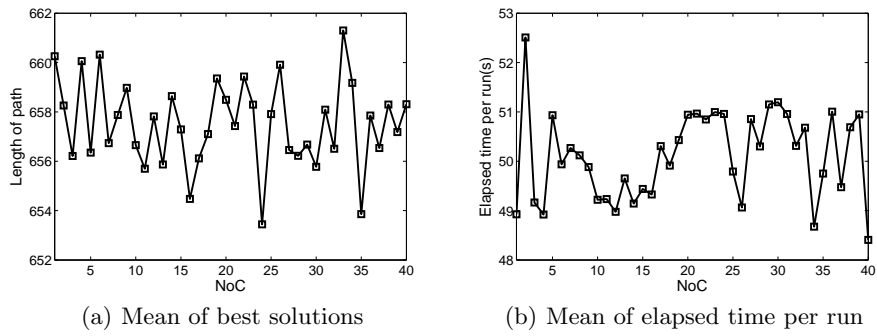 662
660
658
656
654
652
Length of path
5 10 15 20 25 30 35 40
NoC
(a) Mean of best solutions
53
52
51
50
49
48
Elapsed time per run(s)
5 10 15 20 25 30 35 40
NoC
(b) Mean of elapsed time per run